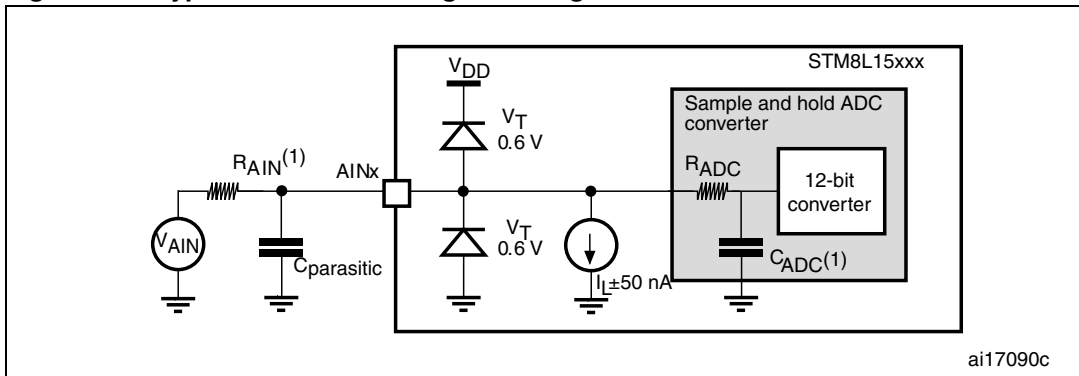 STM8L15xxx
VDD
Sample and hold ADC
converter
VT
0.6 V
RAIN(1)
AINx
RADC
12-bit
converter
VAIN
Cparasitic
VT
0.6 V
IL±50 nA
CADC(1)
ai17090c